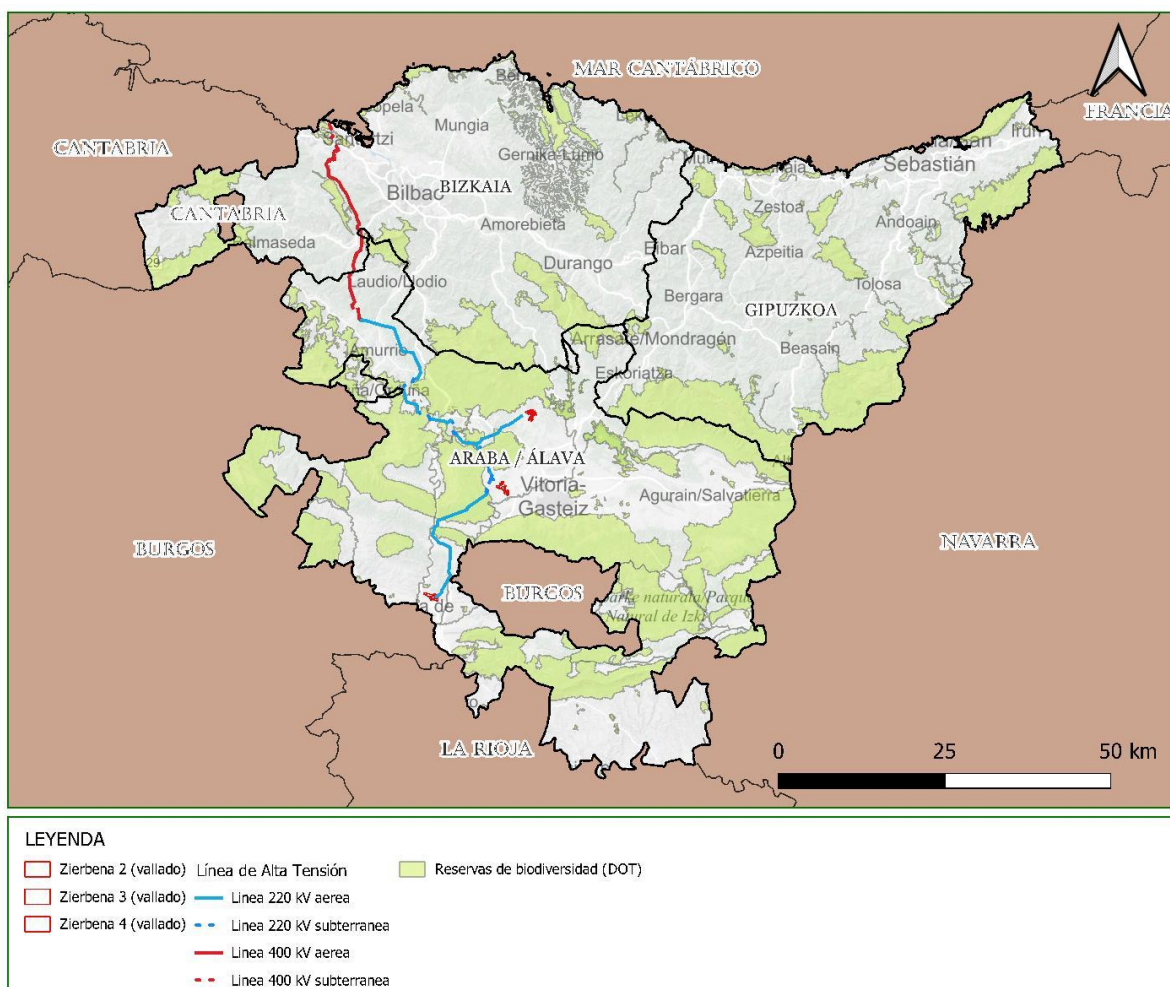 MAR CANTÁBRICO
FRANCIA
CANTABRIA
Mungia
Gernika-Lumo
BIZKAIA
Sebastián
Zestoa
Andoain
CANTABRIA
Amorebieta
Durango
Eibar
Azpeitia
Laudio/Llodio
Bergara
GIPUZKOA
Tolosa
Amurrio
Arrasate/Mondragón
Beasain
Eskoriatza
ARABA / ÁLAVA
Vitoria-
Gasteiz
Agurain/Salvatierra
BURGOS
NAVARRA
BURGOS
Natural de Izki
LA RIOJA
0 25 50 km
LEYENDA
Zierbena 2 (vallado) Línea de Alta Tensión Reservas de biodiversidad (DOT)
Zierbena 3 (vallado) Linea 220 kV aerea
Zierbena 4 (vallado) Linea 220 kV subterranea
Linea 400 kV aerea
Linea 400 kV subterranea